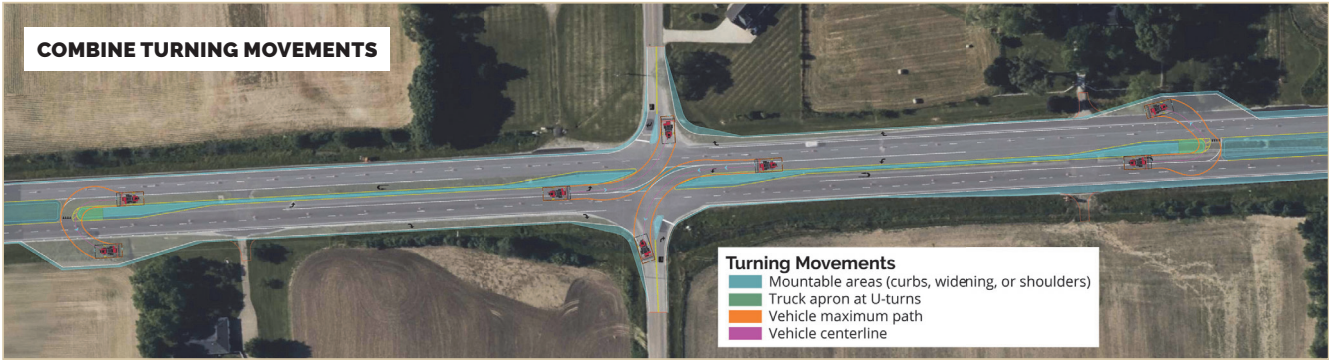 COMBINE TURNING MOVEMENTS
Turning Movements
Mountable areas (curbs, widening, or shoulders)
Truck apron at U-turns
Vehicle maximum path
Vehicle centerline